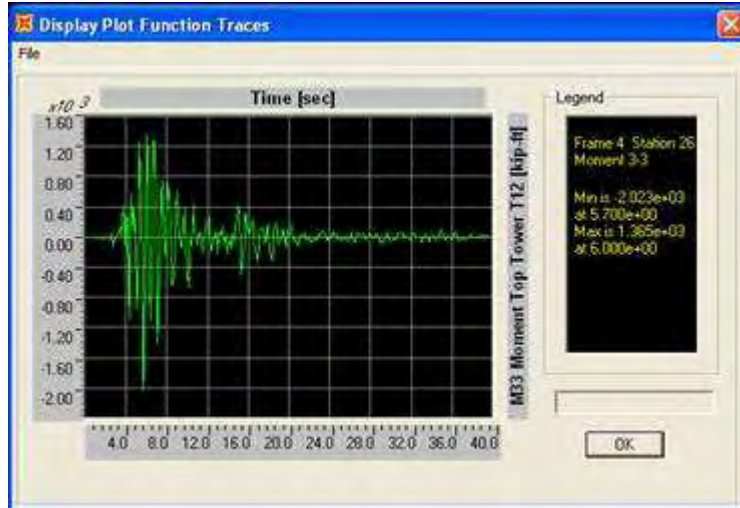 Display Plot Function Traces
File
x10 3
Time [sec]
1.60
1.20
0.80
0.40
0.00
-0.40
-0.80
-1.20
-1.60
-2.00
4.0 8.0 12.0 16.0 20.0 24.0 28.0 32.0 36.0 40.0
M33 Moment Top Tower T12 [kip-ft]
Legend
Frame 4 Station 26
Moment 3-3
Min is -2.023e+03
at 5.700e+00
Max is 1.365e+03
at 6.000e+00
OK